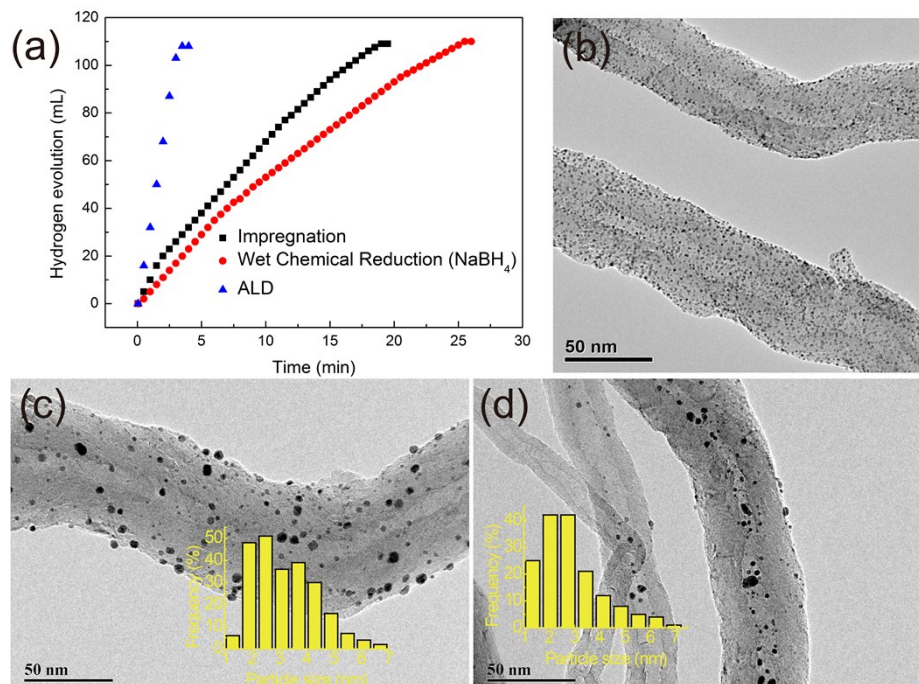 (a)
Hydrogen evolution (mL)
120
100
80
60
40
20
0
Impregnation
Wet Chemical Reduction (NaBH4)
ALD
0 5 10 15 20 25 30
Time (min)
(b)
50 nm
(c)
Frequency (%)
50
40
30
20
10
0
1 2 3 4 5 6 7
Particle size (nm)
50 nm
(d)
Frequency (%)
40
20
10
0
1 2 3 4 5 6 7
Particle size (nm)
50 nm